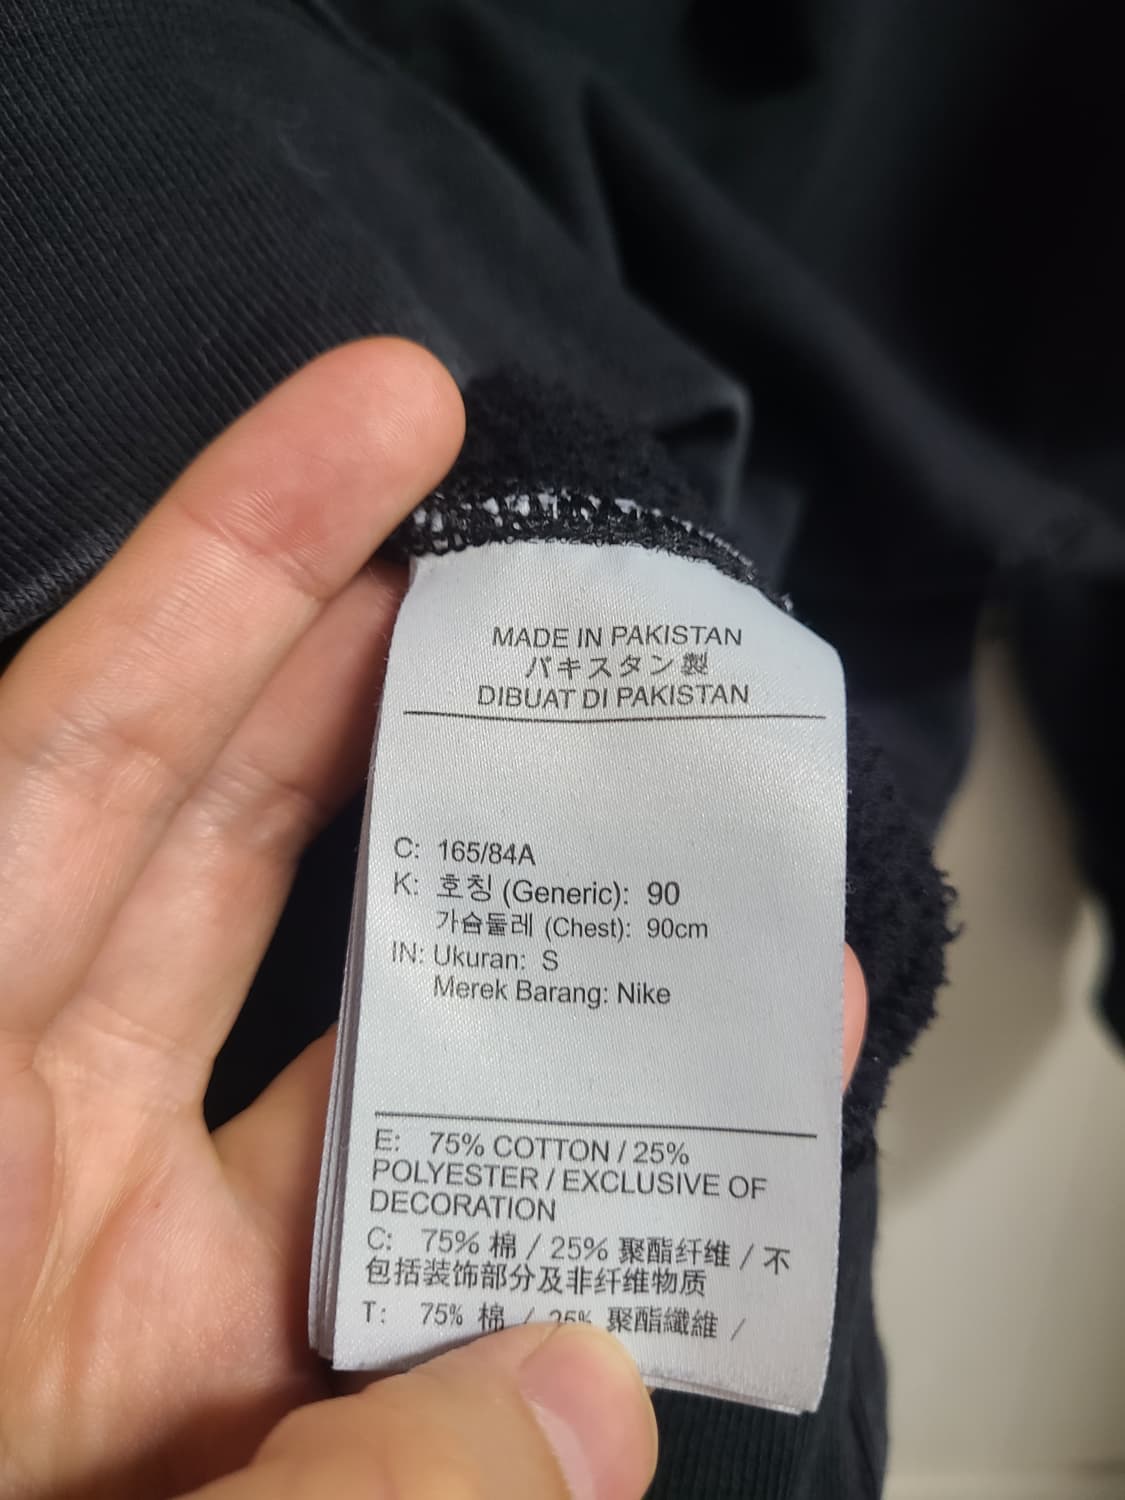 MADE IN PAKISTAN
パキスタン製
DIBUAT DI PAKISTAN
C: 165/84A
K: 호칭 (Generic): 90
가슴둘레 (Chest): 90cm
IN: Ukuran: S
Merek Barang: Nike
E: 75% COTTON / 25%
POLYESTER / EXCLUSIVE OF
DECORATION
C: 75% 棉 / 25% 聚酯纤维 / 不
包括装饰部分及非纤维物质
T: 75% 棉 / 25% 聚酯纖維 /